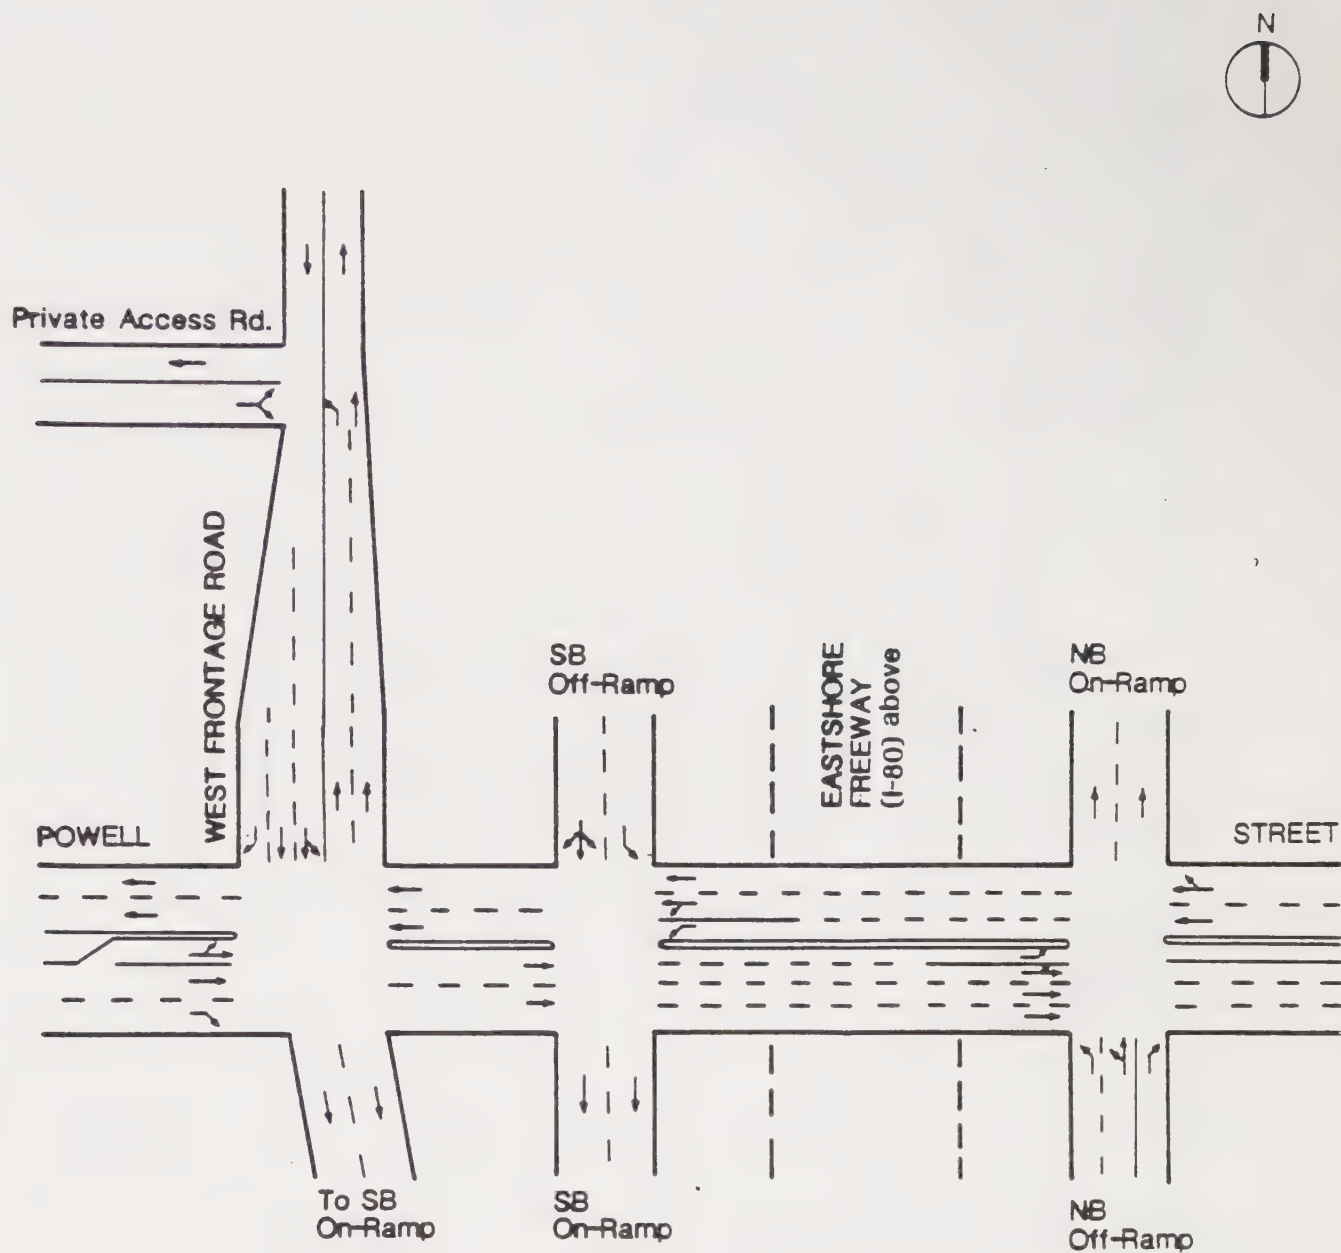 N
Private Access Rd.
WEST FRONTAGE ROAD
SB
Off-Ramp
EASTSHORE
FREEWAY
(I-80) above
NB
On-Ramp
POWELL
STREET
To SB
On-Ramp
SB
On-Ramp
NB
Off-Ramp